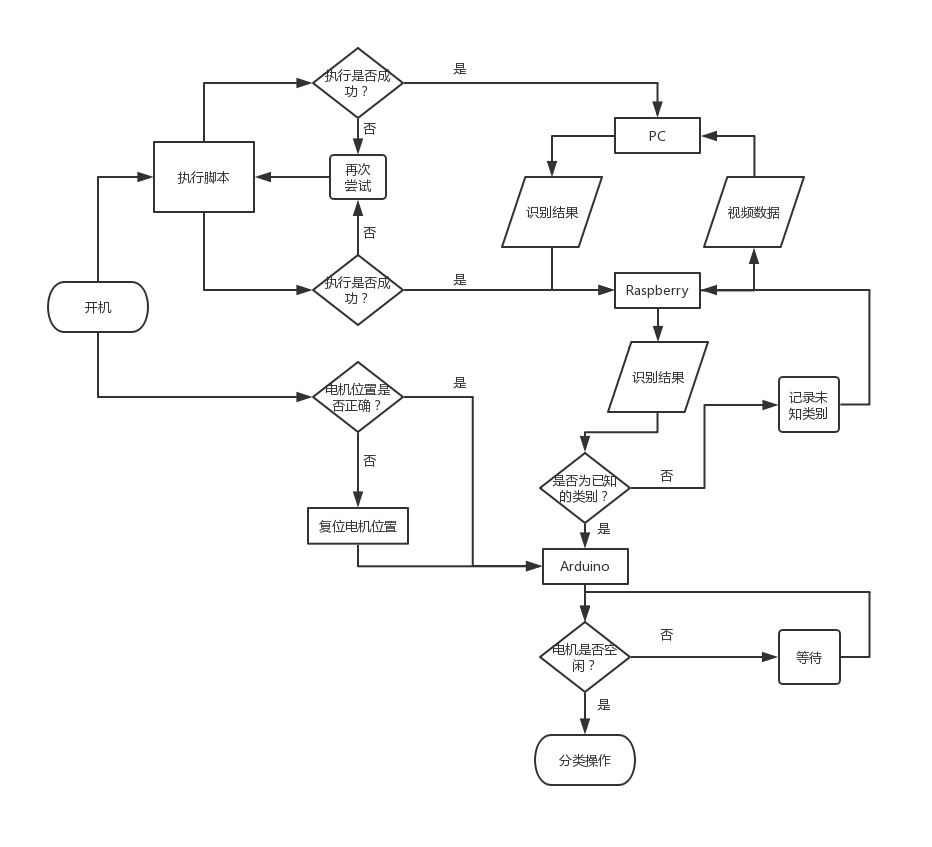 执行是否成
功？
是
否
PC
执行脚本
再次
尝试
识别结果
视频数据
否
执行是否成
功？
是
Raspberry
开机
识别结果
电机位置是
否正确？
是
记录未
知类别
否
是否为已知
的类别？
否
复位电机位置
是
Arduino
电机是否空
闲？
否
等待
是
分类操作